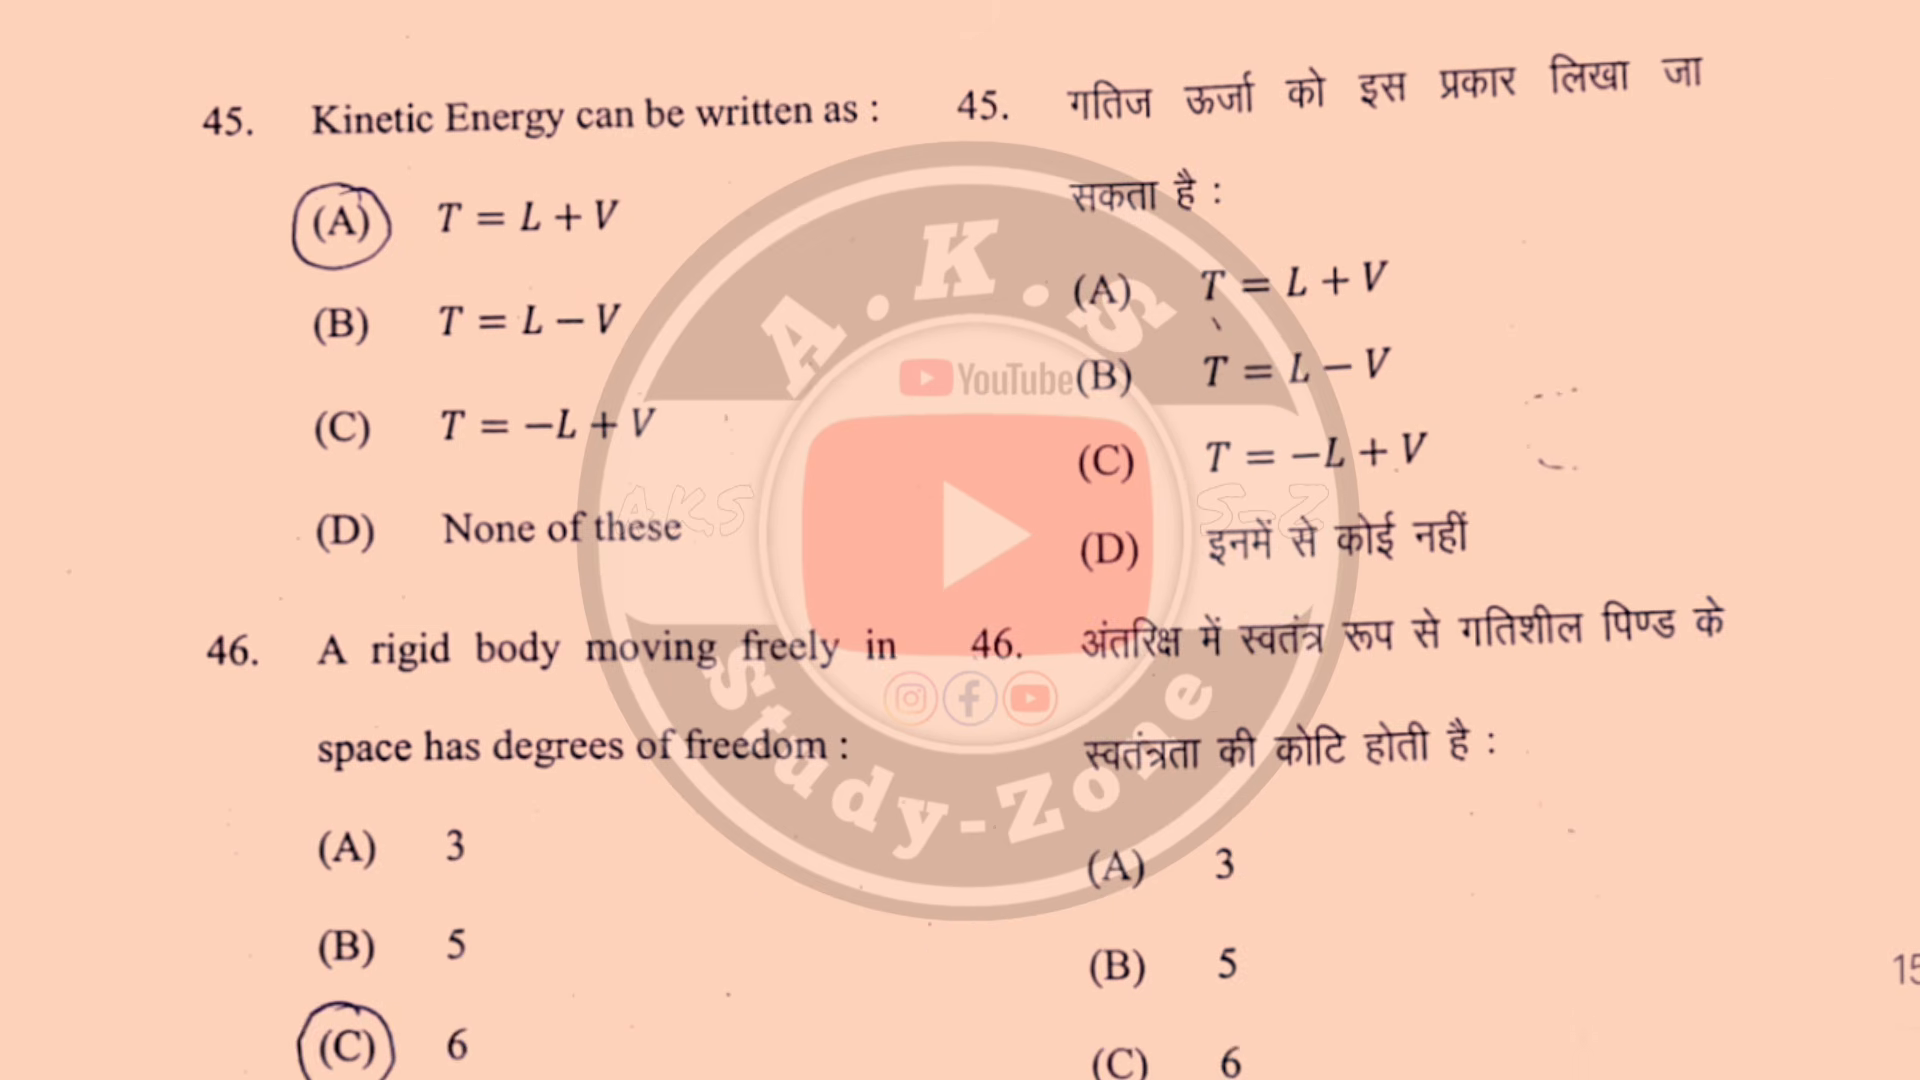 45. Kinetic Energy can be written as :
(A) T = L + V
(B) T = L − V
(C) T = −L + V
(D) None of these
46. A rigid body moving freely in
space has degrees of freedom :
(A) 3
(B) 5
(C) 6
45. गतिज ऊर्जा को इस प्रकार लिखा जा
सकता है :
(A) T = L + V
(B) T = L − V
(C) T = −L + V
(D) इनमें से कोई नहीं
46. अंतरिक्ष में स्वतंत्र रूप से गतिशील पिण्ड के
स्वतंत्रता की कोटि होती है :
(A) 3
(B) 5
(C) 6
15
A.K.S
YouTube
AKS S-Z
Study-Zone